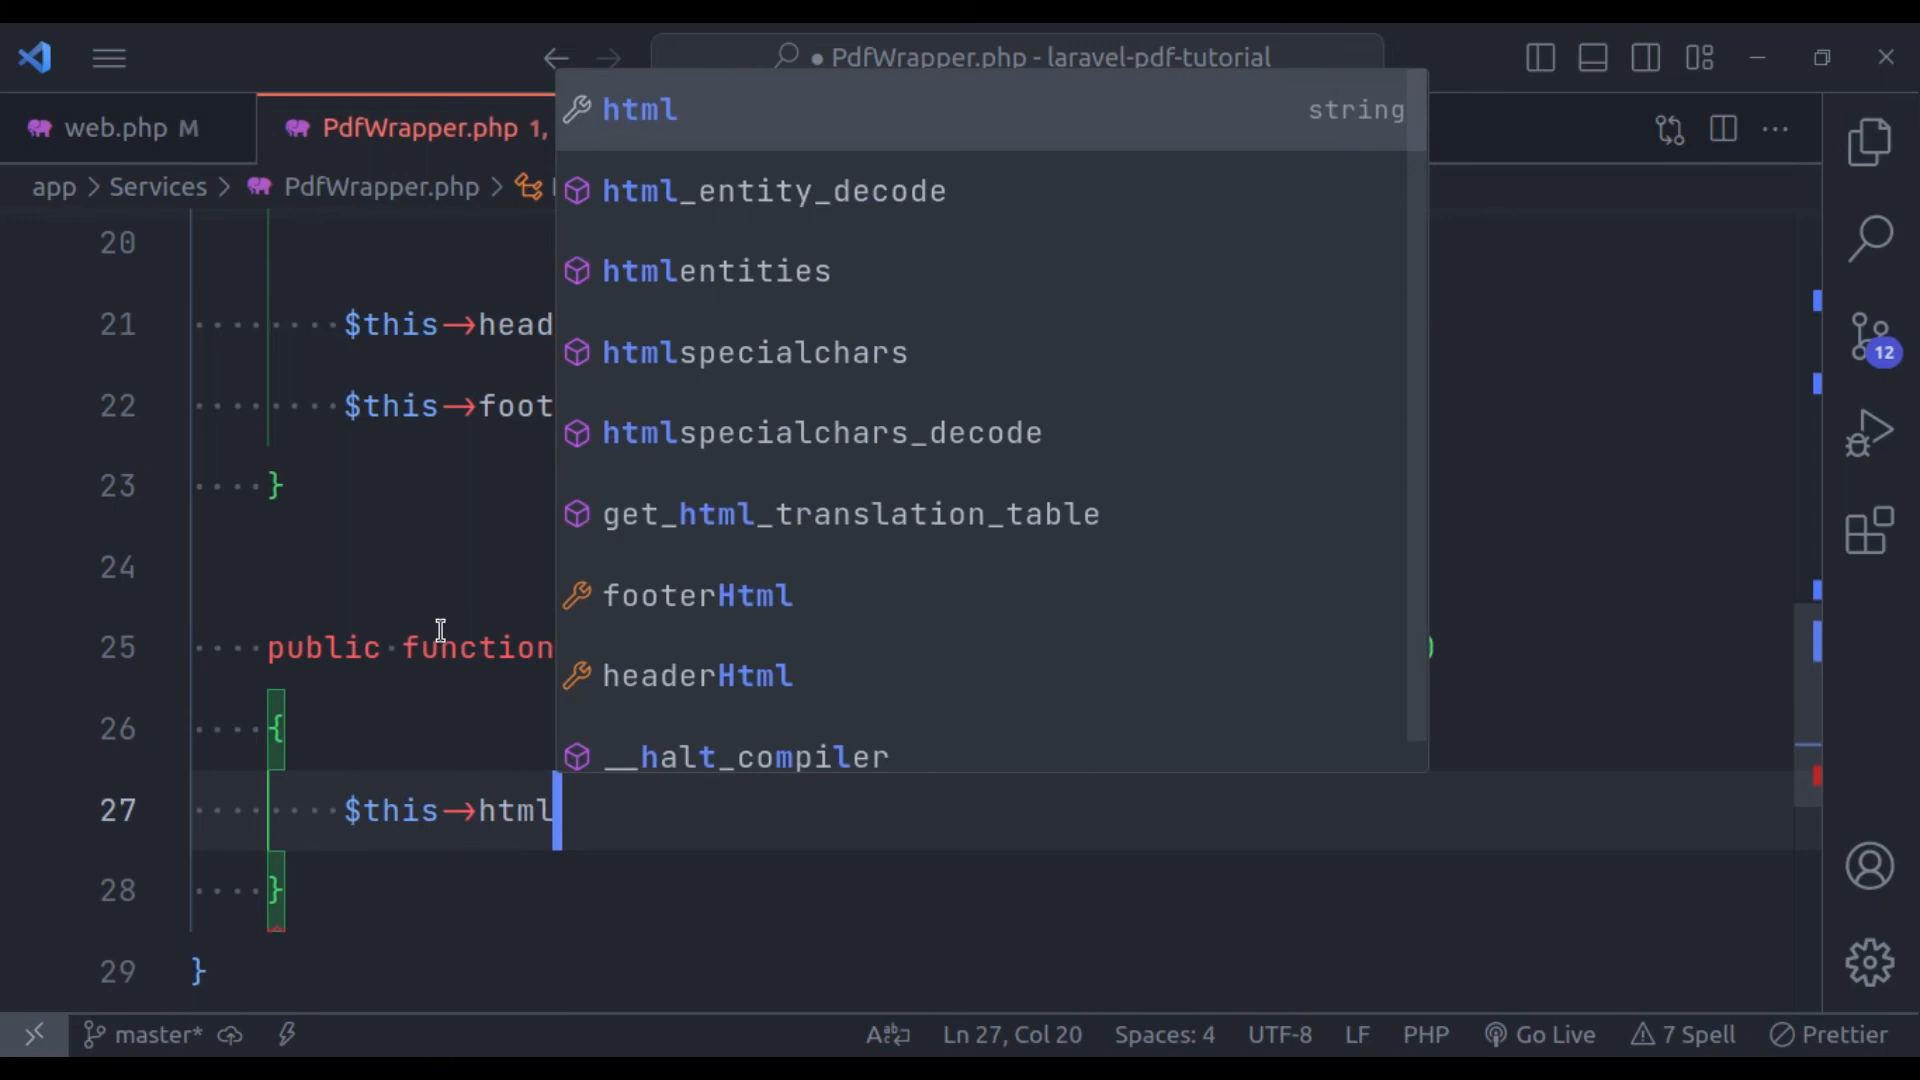 ● PdfWrapper.php - laravel-pdf-tutorial
web.php M
PdfWrapper.php 1,
app > Services > PdfWrapper.php >
html string
html_entity_decode
htmlentities
htmlspecialchars
htmlspecialchars_decode
get_html_translation_table
footerHtml
headerHtml
__halt_compiler
20
21 $this->head
22 $this->foot
23 }
24
25 public function )
26 {
27 $this->html
28 }
29 }
12
master* Ln 27, Col 20 Spaces: 4 UTF-8 LF PHP Go Live 7 Spell Prettier